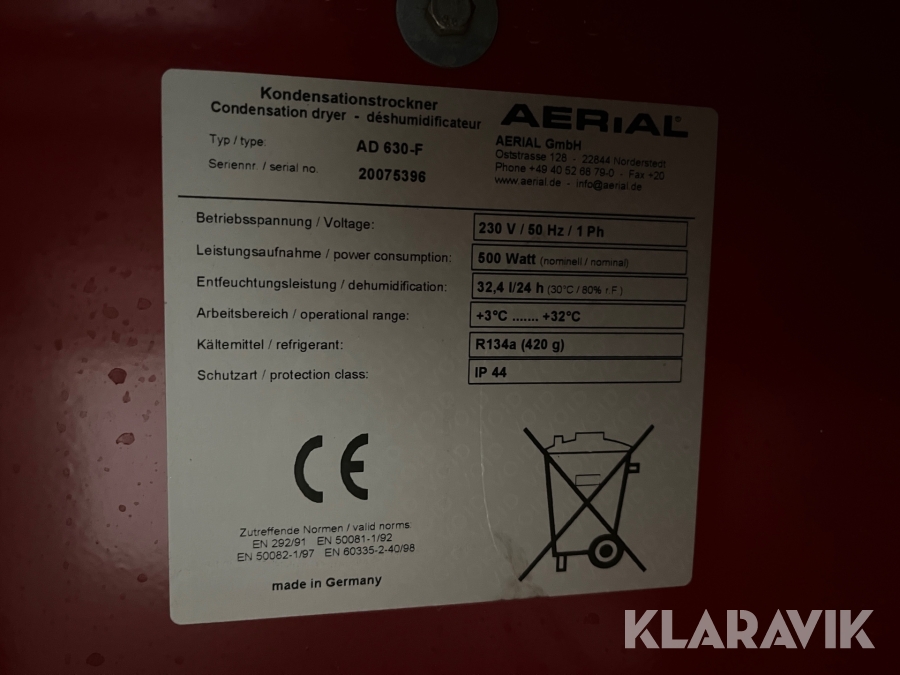 Kondensationstrockner
Condensation dryer - déshumidificateur
Typ / type: AD 630-F
Seriennr. / serial no. 20075396
AERIAL®
AERIAL GmbH
Oststrasse 128 - 22844 Norderstedt
Phone +49 40 52 68 79-0 - Fax +20
www.aerial.de - info@aerial.de
Betriebsspannung / Voltage: 230 V / 50 Hz / 1 Ph
Leistungsaufnahme / power consumption: 500 Watt (nominell / nominal)
Entfeuchtungsleistung / dehumidification: 32,4 l/24 h (30°C / 80% r.F.)
Arbeitsbereich / operational range: +3°C ....... +32°C
Kältemittel / refrigerant: R134a (420 g)
Schutzart / protection class: IP 44
CE
Zutreffende Normen / valid norms
EN 292/91 EN 50081-1/92
EN 50082-1/97 EN 60335-2-40/98
made in Germany
KLARAVIK